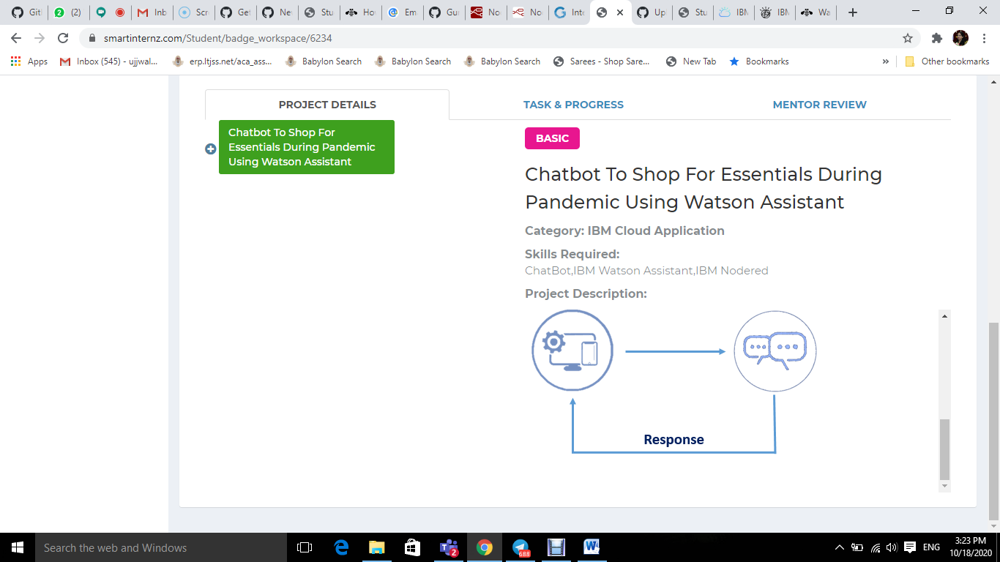 Git
(2)
Inb
Scr
Get
Ne
Stu
Ho
Em
Gu
No
No
Inte
Up
Stu
IBM
IBM
Wa
smartinternz.com/Student/badge_workspace/6234
Apps
Inbox (545) - ujjwal...
erp.ltjss.net/aca_ass...
Babylon Search
Babylon Search
Babylon Search
Sarees - Shop Sare...
New Tab
Bookmarks
»
Other bookmarks
PROJECT DETAILS
TASK & PROGRESS
MENTOR REVIEW
Chatbot To Shop For
Essentials During Pandemic
Using Watson Assistant
BASIC
Chatbot To Shop For Essentials During
Pandemic Using Watson Assistant
Category: IBM Cloud Application
Skills Required:
ChatBot,IBM Watson Assistant,IBM Nodered
Project Description:
Response
Search the web and Windows
2
688
ENG
3:23 PM
10/18/2020